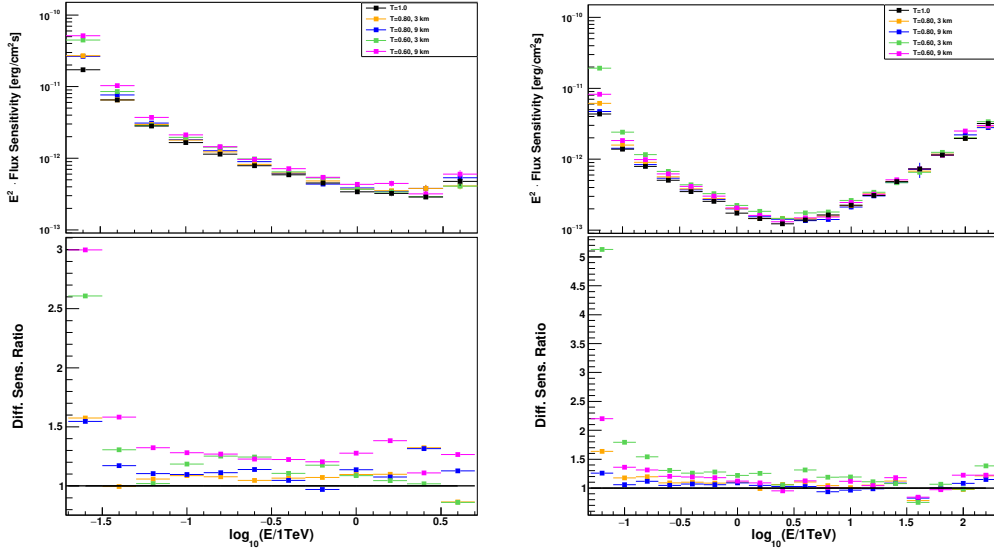 10⁻¹⁰
10⁻¹¹
10⁻¹²
10⁻¹³
E² · Flux Sensitivity [erg/cm²s]
T=1.0
T=0.80, 3 km
T=0.80, 9 km
T=0.60, 3 km
T=0.60, 9 km
3
2.5
2
1.5
1
Diff. Sens. Ratio
−1.5 −1 −0.5 0 0.5
log₁₀(E/1TeV)
10⁻¹⁰
10⁻¹¹
10⁻¹²
10⁻¹³
E² · Flux Sensitivity [erg/cm²s]
T=1.0
T=0.80, 3 km
T=0.80, 9 km
T=0.60, 3 km
T=0.60, 9 km
5
4.5
4
3.5
3
2.5
2
1.5
1
Diff. Sens. Ratio
−1 −0.5 0 0.5 1 1.5 2
log₁₀(E/1TeV)